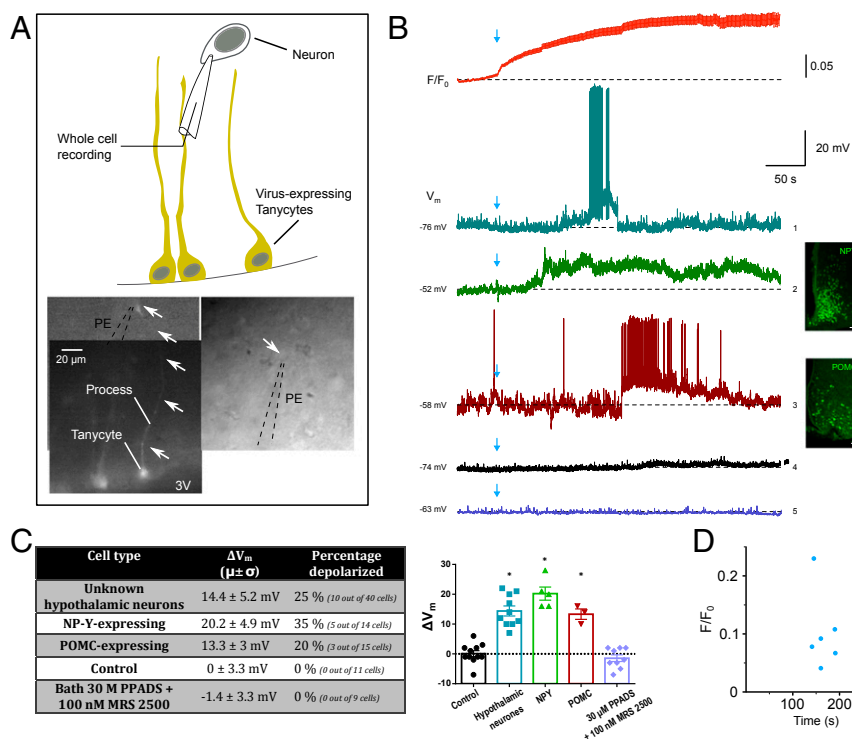 A
Neuron
Whole cell
recording
Virus-expressing
Tanycytes
PE
20 µm
Process
Tanycyte
3V
PE
B
F/F0
0.05
20 mV
50 s
Vm
-76 mV
1
-52 mV
2
NPY
-58 mV
3
POMC
-74 mV
4
-63 mV
5
C
Cell type ΔVm (µ± σ) Percentage depolarized
Unknown hypothalamic neurons 14.4 ± 5.2 mV 25 % (10 out of 40 cells)
NP-Y-expressing 20.2 ± 4.9 mV 35 % (5 out of 14 cells)
POMC-expressing 13.3 ± 3 mV 20 % (3 out of 15 cells)
Control 0 ± 3.3 mV 0 % (0 out of 11 cells)
Bath 30 M PPADS + 100 nM MRS 2500 -1.4 ± 3.3 mV 0 % (0 out of 9 cells)
ΔVm
30
20
10
0
-10
* * *
Control
Hypothalamic
neurones
NPY
POMC
30 µM PPADS
+ 100 nM MRS 2500
D
F/F0
0.2
0.1
0
100 200
Time (s)